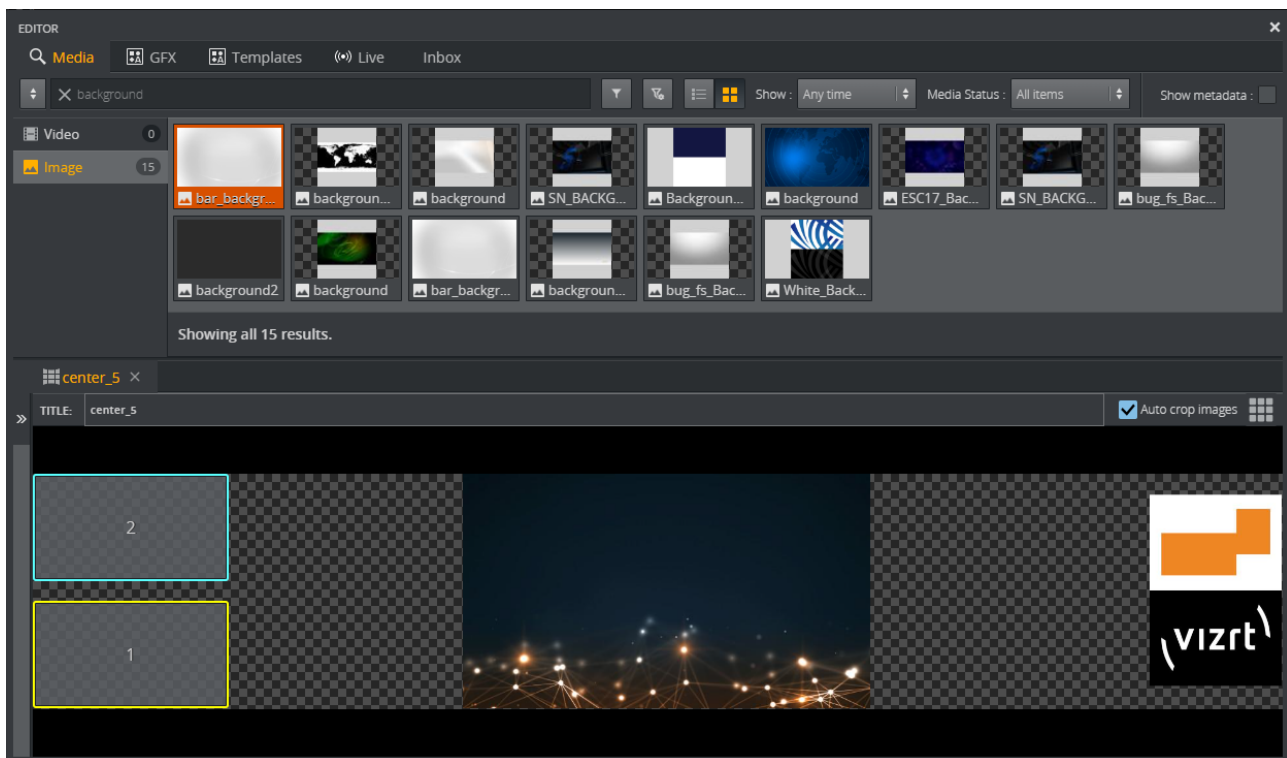 EDITOR
Media GFX Templates Live Inbox
background Show : Any time Media Status : All items Show metadata :
Video 0
Image 15
bar_backgr... backgroun... background SN_BACKG... Backgroun... background ESC17_Bac... SN_BACKG... bug_fs_Bac...
background2 background bar_backgr... backgroun... bug_fs_Bac... White_Back...
Showing all 15 results.
center_5
TITLE: center_5 Auto crop images
2
1
vizrt